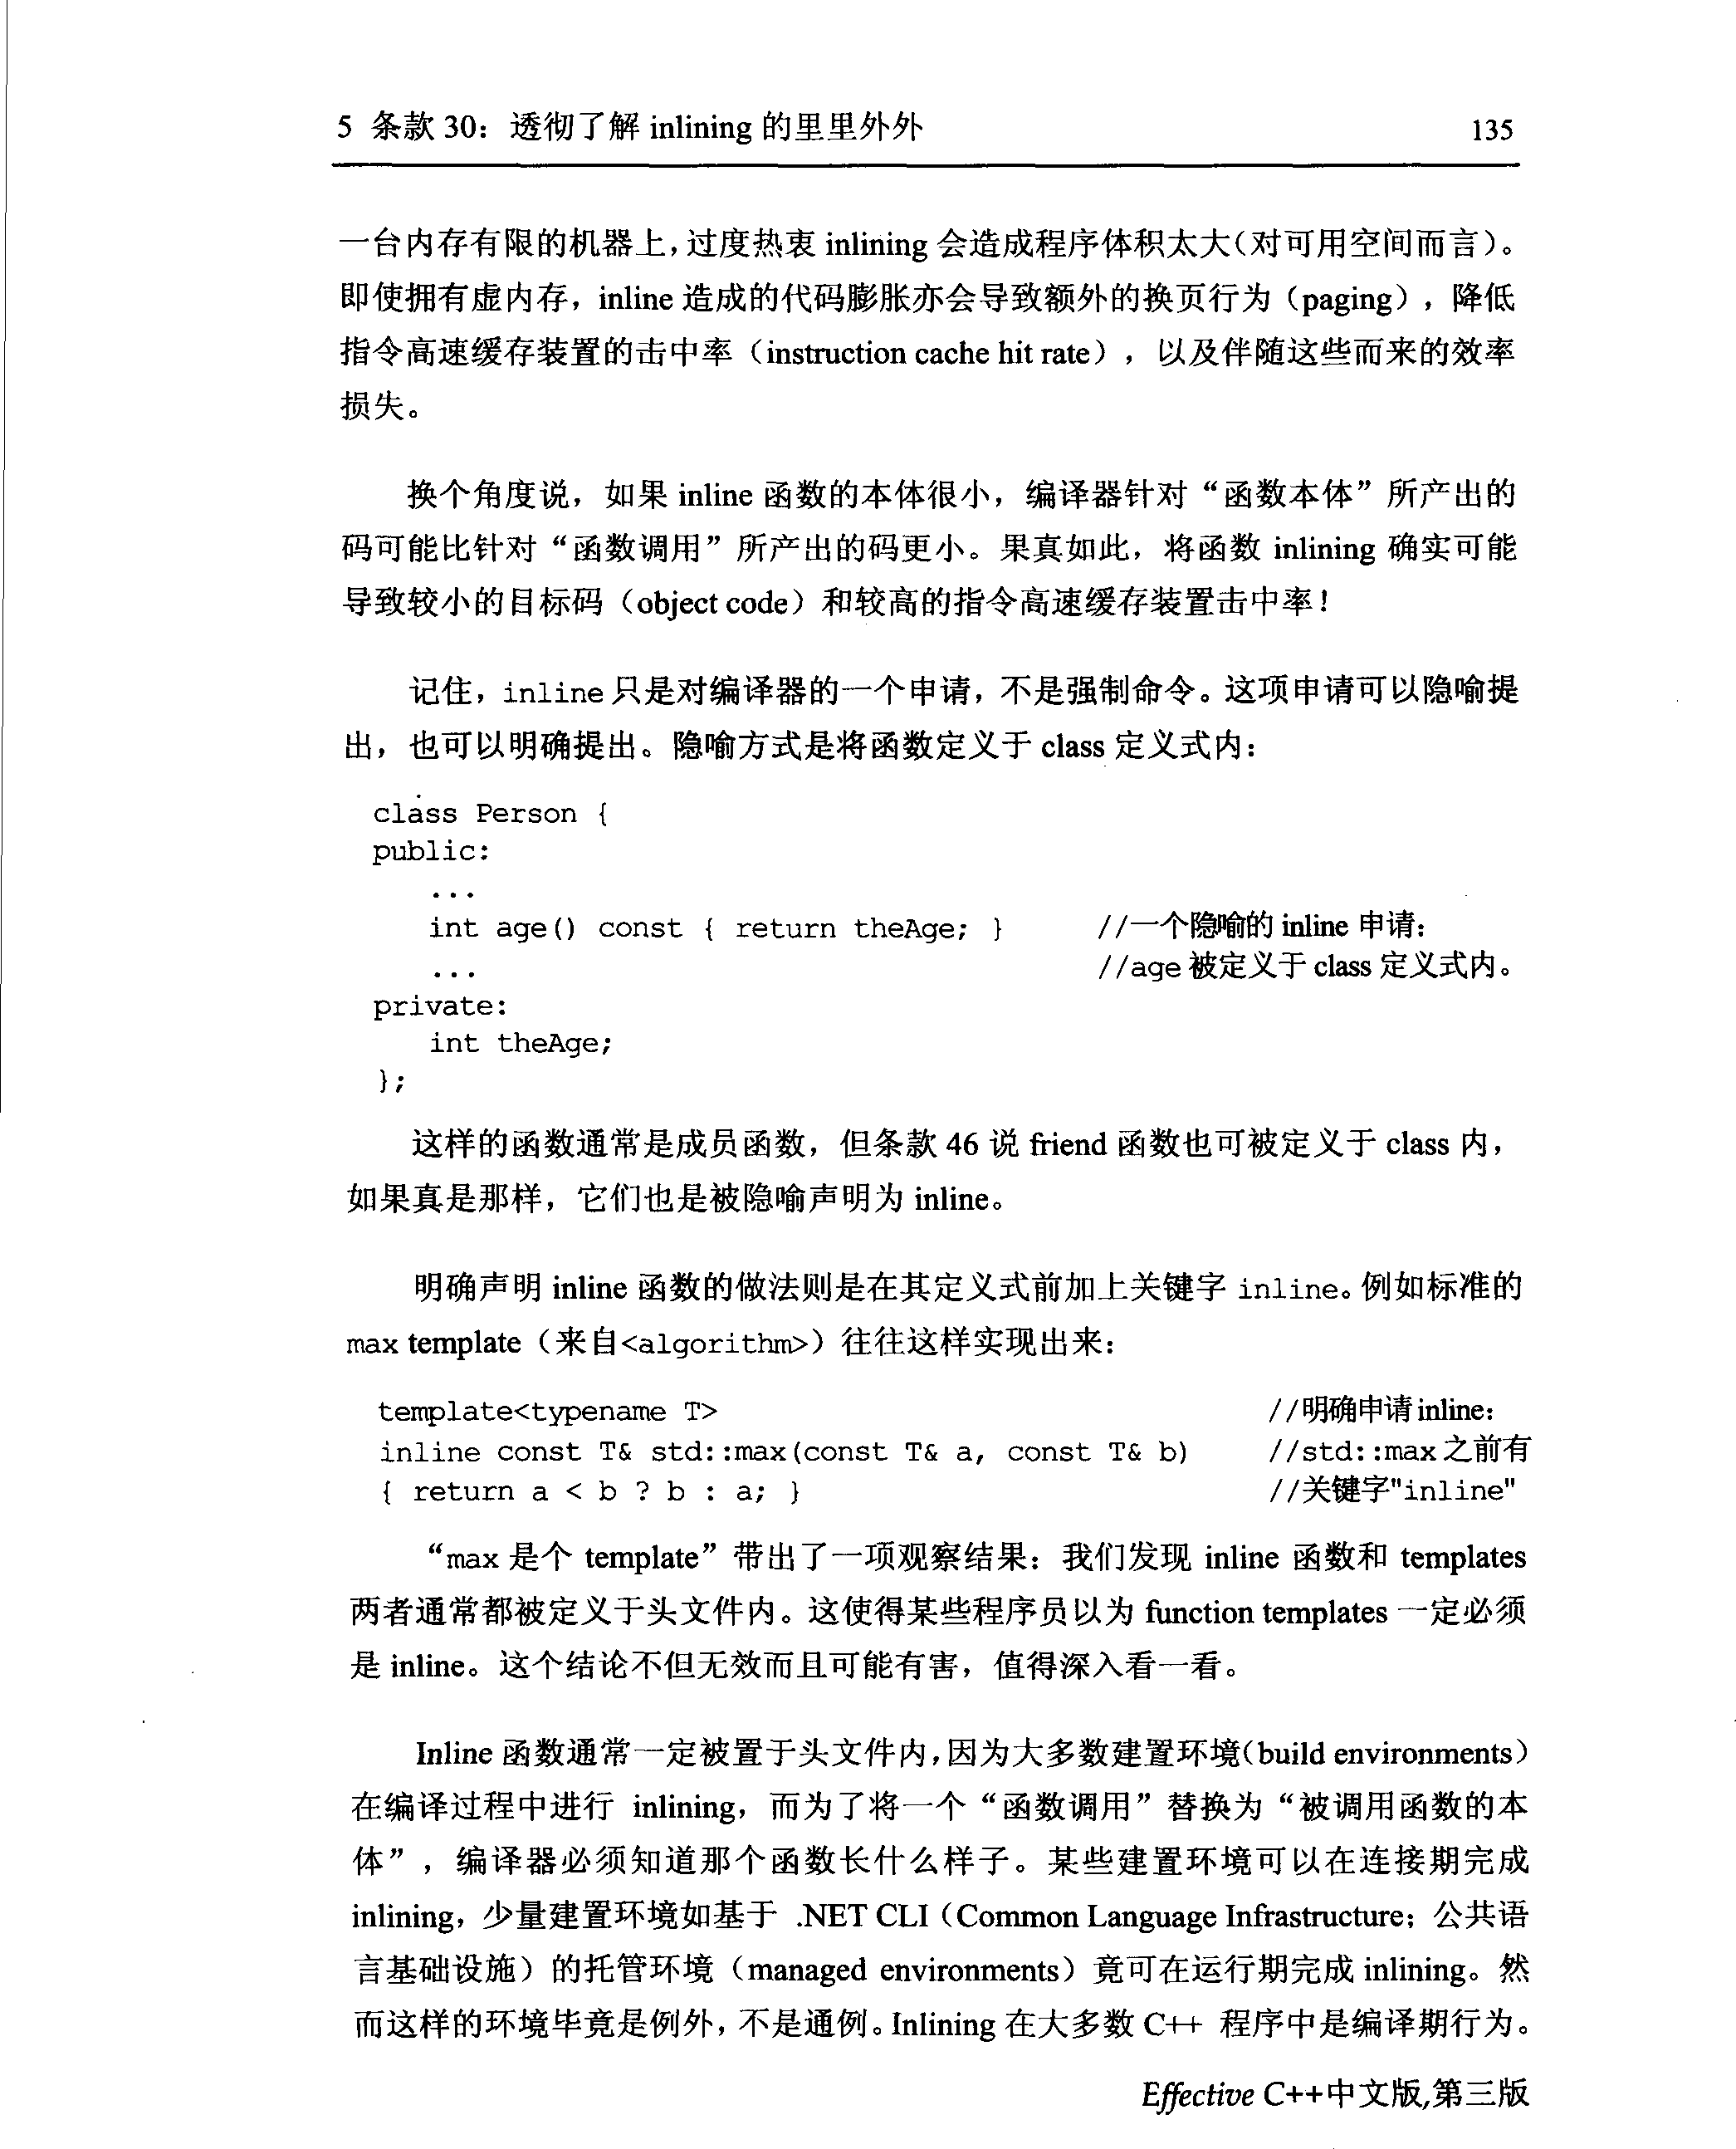 5 条款 30：透彻了解 inlining 的里里外外
135
一台内存有限的机器上，过度热衷 inlining 会造成程序体积太大（对可用空间而言）。
即使拥有虚内存，inline 造成的代码膨胀亦会导致额外的换页行为（paging），降低
指令高速缓存装置的击中率（instruction cache hit rate），以及伴随这些而来的效率
损失。
换个角度说，如果 inline 函数的本体很小，编译器针对“函数本体”所产出的
码可能比针对“函数调用”所产出的码更小。果真如此，将函数 inlining 确实可能
导致较小的目标码（object code）和较高的指令高速缓存装置击中率！
记住，inline 只是对编译器的一个申请，不是强制命令。这项申请可以隐喻提
出，也可以明确提出。隐喻方式是将函数定义于 class 定义式内：
class Person {
public:
...
int age() const { return theAge; } //一个隐喻的 inline 申请：
... //age 被定义于 class 定义式内。
private:
int theAge;
};
这样的函数通常是成员函数，但条款 46 说 friend 函数也可被定义于 class 内，
如果真是那样，它们也是被隐喻声明为 inline。
明确声明 inline 函数的做法则是在其定义式前加上关键字 inline。例如标准的
max template（来自<algorithm>）往往这样实现出来：
template<typename T> //明确申请 inline：
inline const T& std::max(const T& a, const T& b) //std::max 之前有
{ return a < b ? b : a; } //关键字"inline"
“max 是个 template”带出了一项观察结果：我们发现 inline 函数和 templates
两者通常都被定义于头文件内。这使得某些程序员以为 function templates 一定必须
是 inline。这个结论不但无效而且可能有害，值得深入看一看。
Inline 函数通常一定被置于头文件内，因为大多数建置环境（build environments）
在编译过程中进行 inlining，而为了将一个“函数调用”替换为“被调用函数的本
体”，编译器必须知道那个函数长什么样子。某些建置环境可以在连接期完成
inlining，少量建置环境如基于 .NET CLI（Common Language Infrastructure；公共语
言基础设施）的托管环境（managed environments）竟可在运行期完成 inlining。然
而这样的环境毕竟是例外，不是通例。Inlining 在大多数 C++ 程序中是编译期行为。
Effective C++中文版,第三版